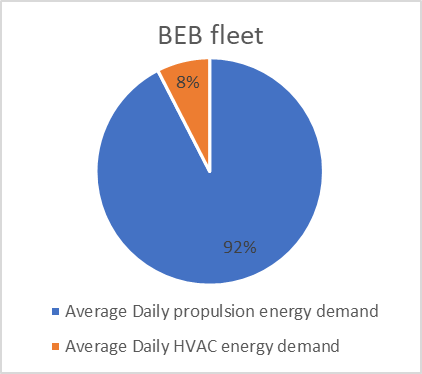 BEB fleet
8%
92%
Average Daily propulsion energy demand
Average Daily HVAC energy demand